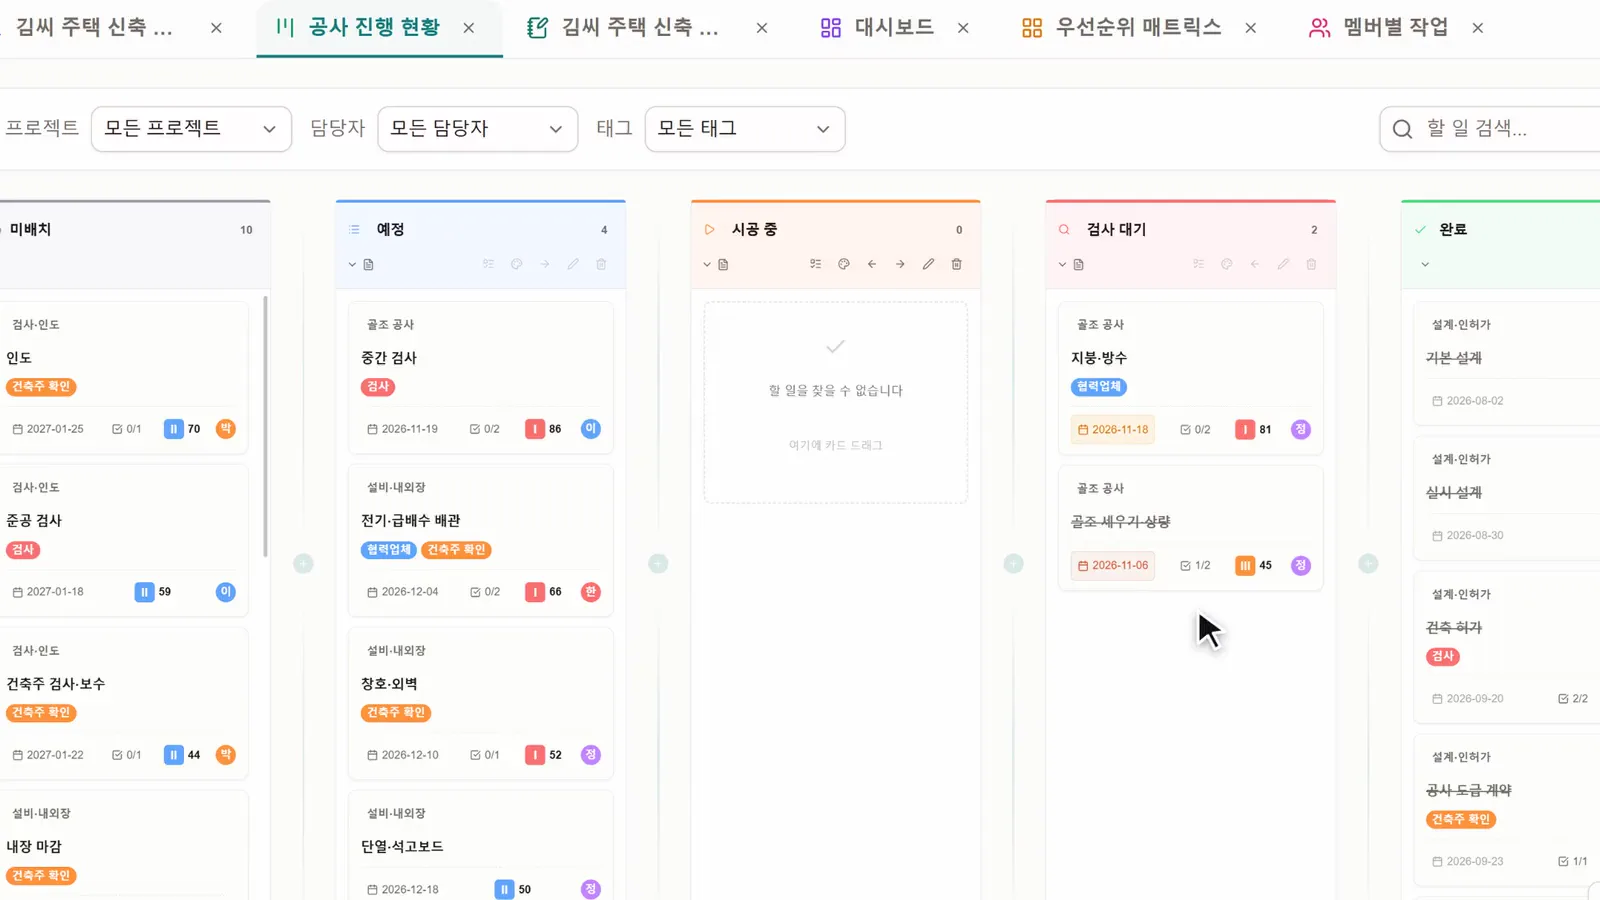 김씨 주택 신축 ...
공사 진행 현황
김씨 주택 신축 ...
대시보드
우선순위 매트릭스
멤버별 작업
프로젝트
모든 프로젝트
담당자
모든 담당자
태그
모든 태그
할 일 검색...
미배치
10
검사·인도
인도
건축주 확인
2027-01-25
0/1
II 70
박
검사·인도
준공 검사
검사
2027-01-18
II 59
이
검사·인도
건축주 검사·보수
건축주 확인
2027-01-22
0/1
II 44
박
설비·내외장
내장 마감
건축주 확인
예정
4
골조 공사
중간 검사
검사
2026-11-19
0/2
I 86
이
설비·내외장
전기·급배수 배관
협력업체
건축주 확인
2026-12-04
0/2
I 66
한
설비·내외장
창호·외벽
건축주 확인
2026-12-10
0/1
I 52
정
설비·내외장
단열·석고보드
2026-12-18
II 50
정
시공 중
0
할 일을 찾을 수 없습니다
여기에 카드 드래그
검사 대기
2
골조 공사
지붕·방수
협력업체
2026-11-18
0/2
I 81
정
골조 공사
골조 세우기·상량
2026-11-06
1/2
III 45
정
완료
설계·인허가
기본 설계
2026-08-02
설계·인허가
실시 설계
2026-08-30
설계·인허가
건축 허가
검사
2026-09-20
2/2
설계·인허가
공사 도급 계약
건축주 확인
2026-09-23
1/1